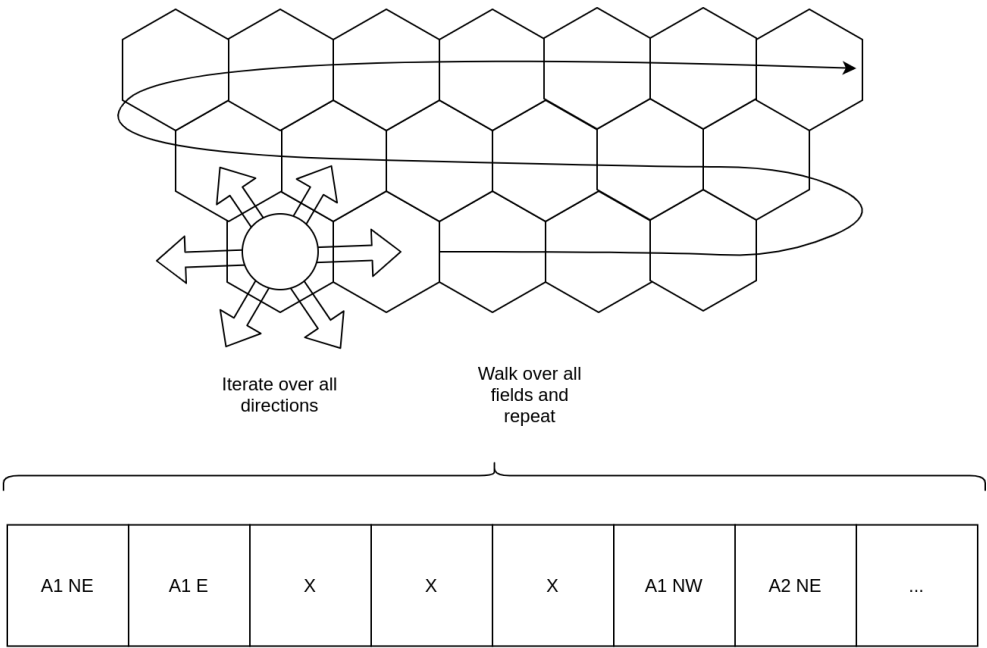 Iterate over all
directions
Walk over all
fields and
repeat
A1 NE
A1 E
X
X
X
A1 NW
A2 NE
...